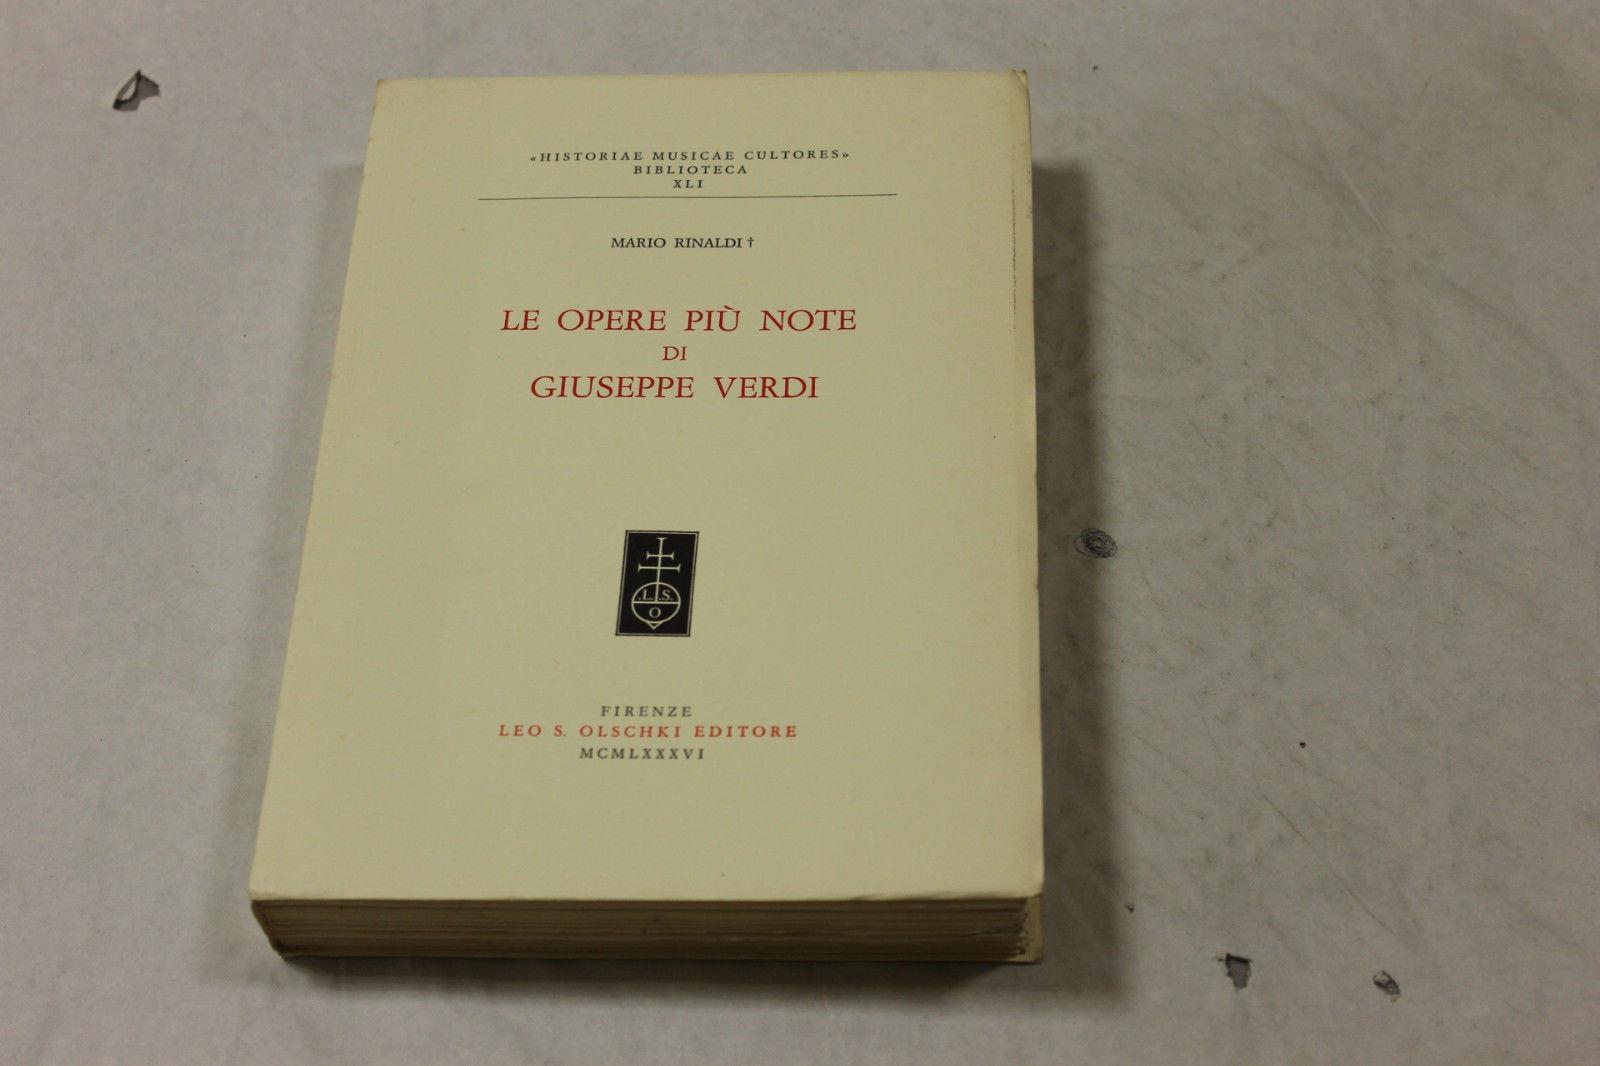 «HISTORIAE MUSICAE CULTORES»
BIBLIOTECA
XLI
MARIO RINALDI †
LE OPERE PIÙ NOTE
DI
GIUSEPPE VERDI
.L. .S.
O
FIRENZE
LEO S. OLSCHKI EDITORE
MCMLXXXVI